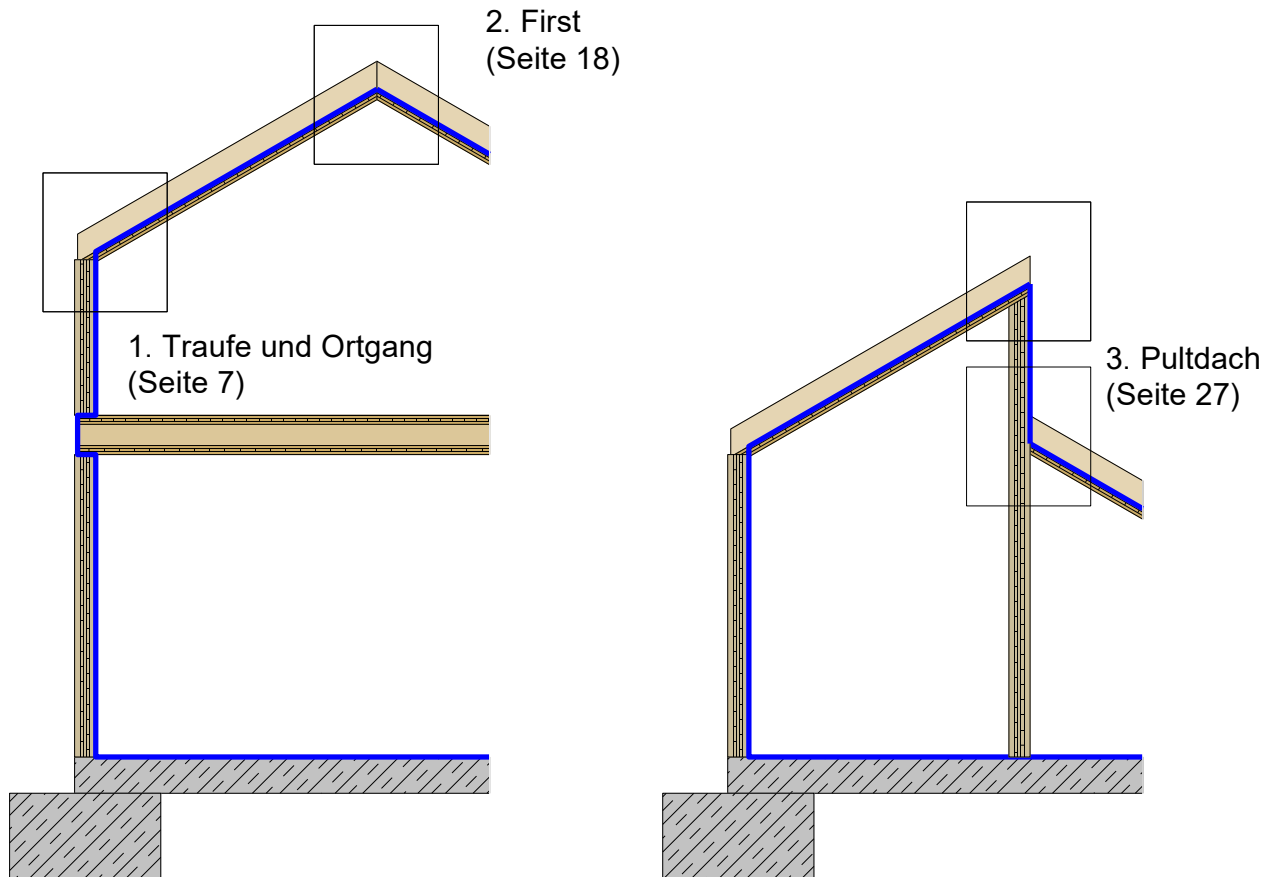 2. First
(Seite 18)
1. Traufe und Ortgang
(Seite 7)
3. Pultdach
(Seite 27)